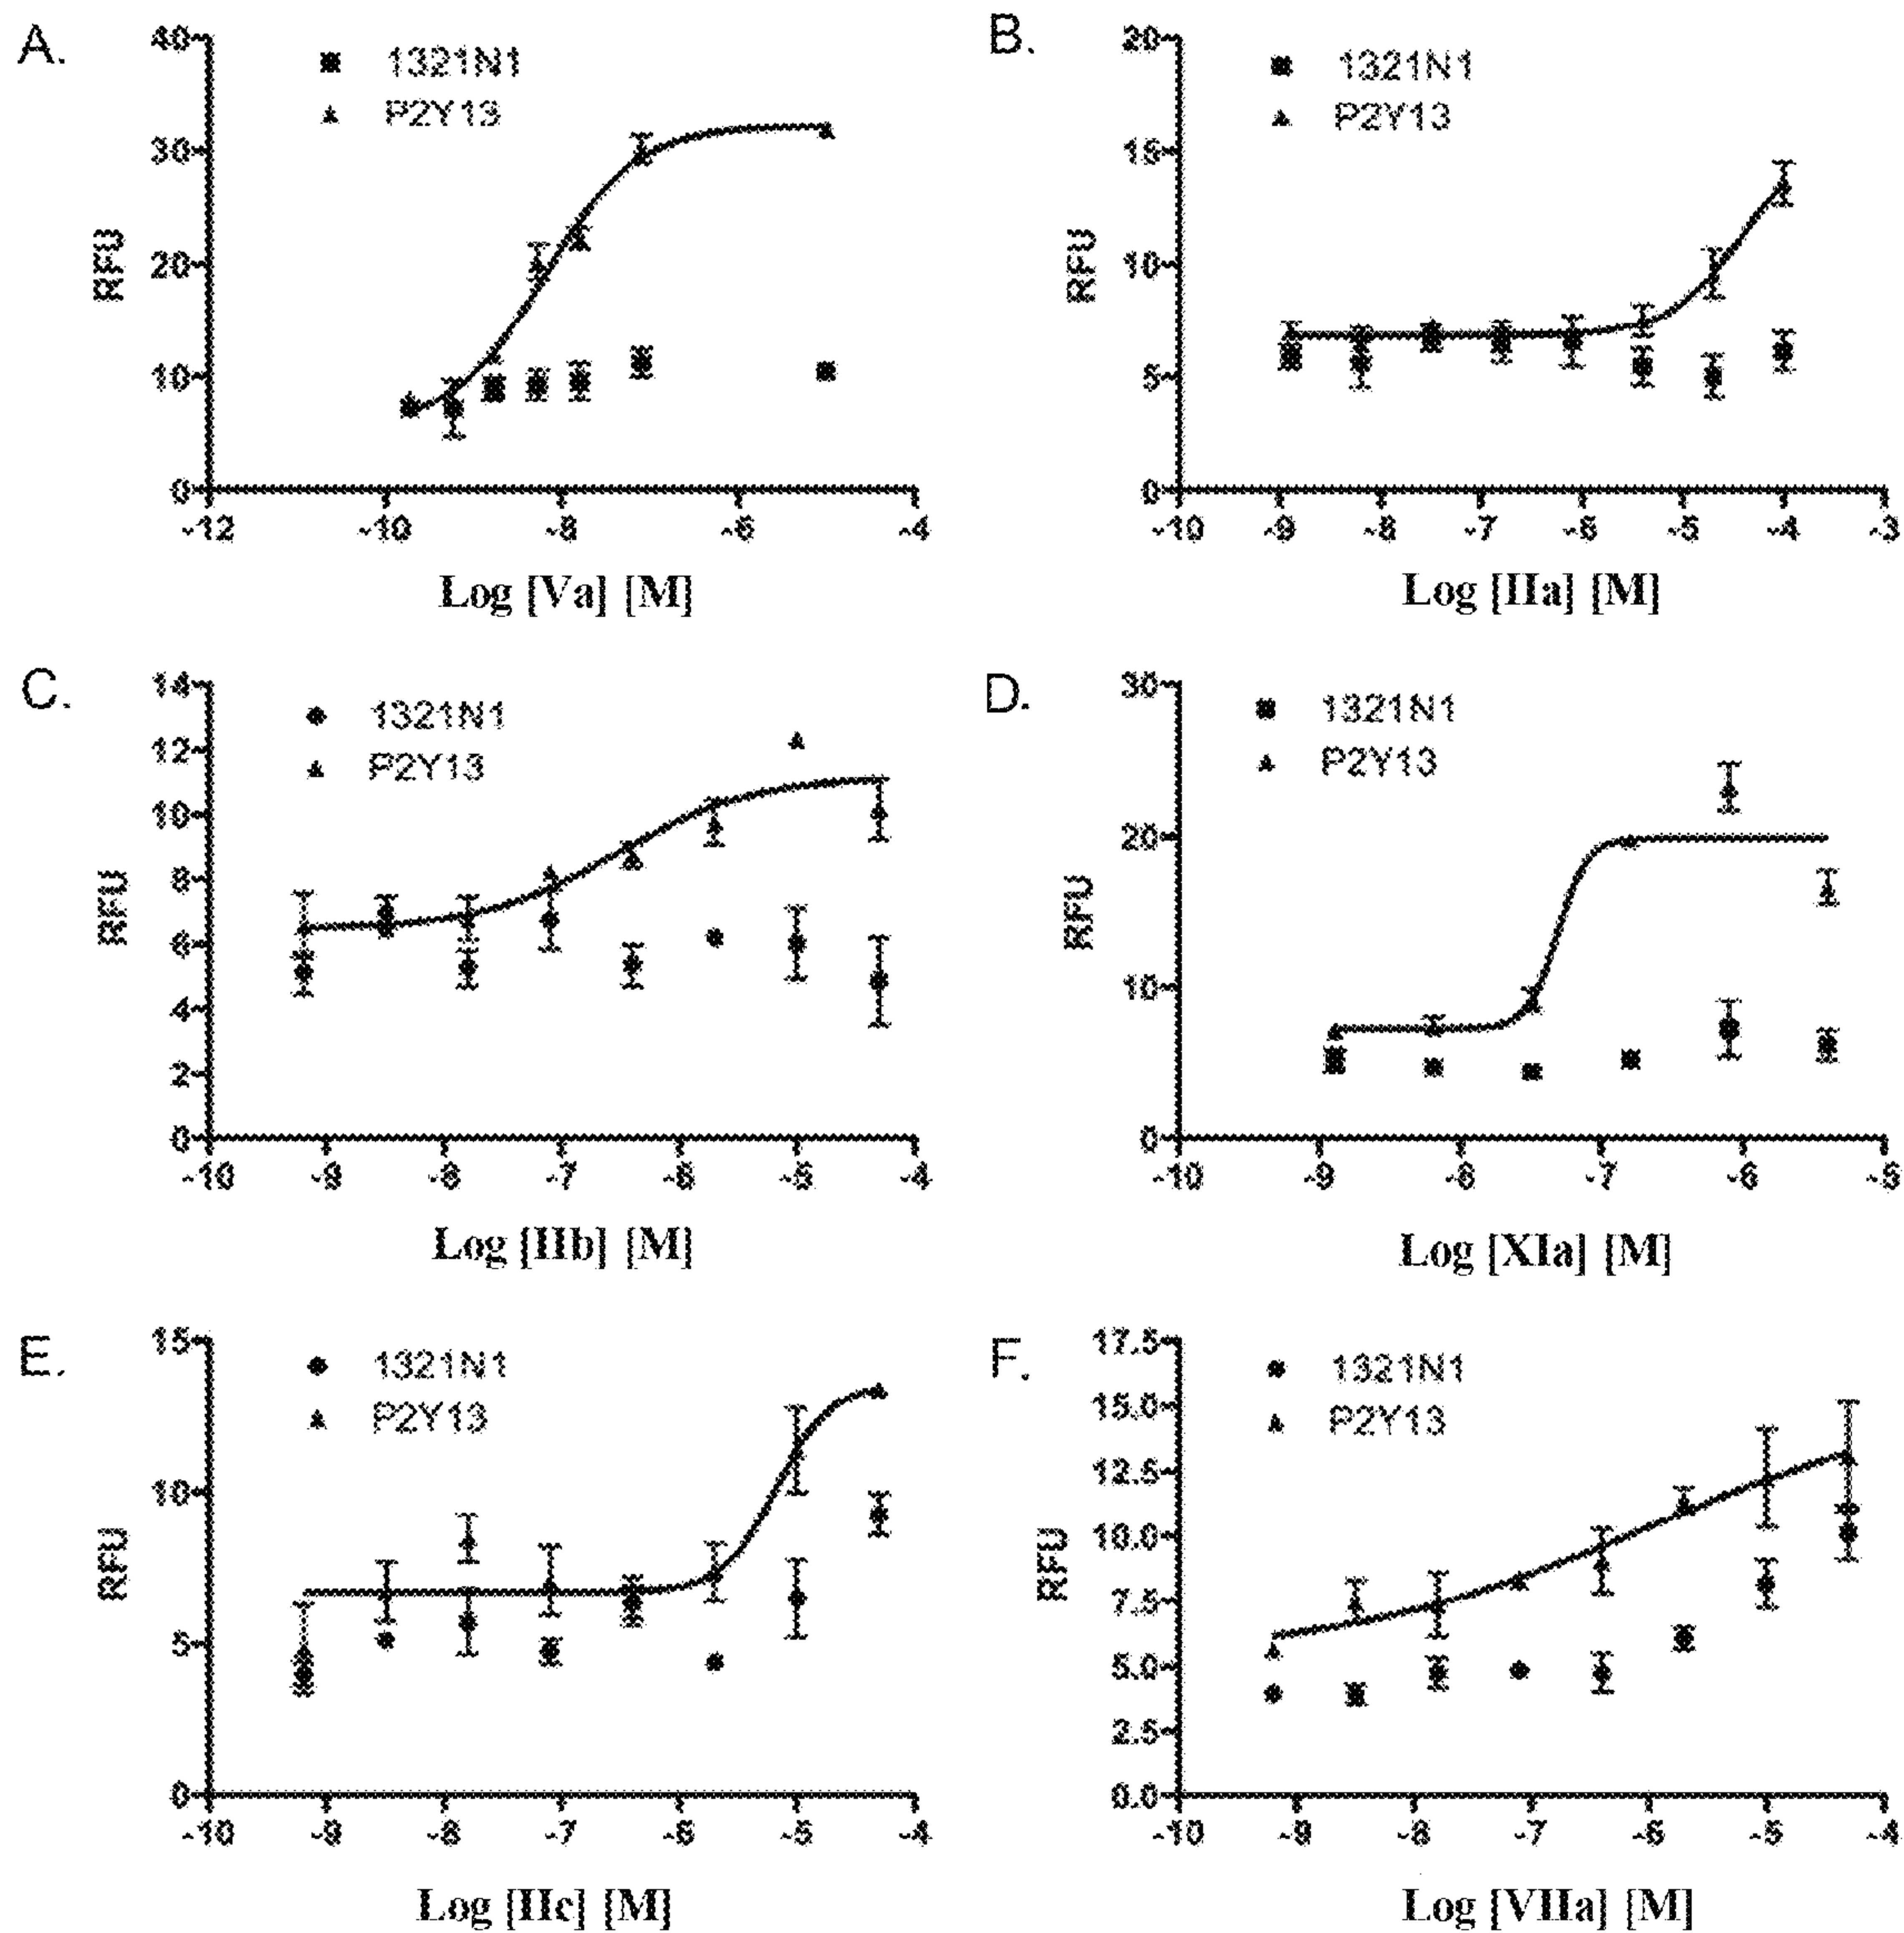 A.
40
30
20
10
0
RFU
1321N1
P2Y13
-12 -10 -8 -6 -4
Log [Va] [M]
B.
20
15
10
5
0
RFU
1321N1
P2Y13
-10 -9 -8 -7 -6 -5 -4 -3
Log [IIa] [M]
C.
14
12
10
8
6
4
2
0
RFU
1321N1
P2Y13
-10 -9 -8 -7 -6 -5 -4
Log [IIb] [M]
D.
30
20
10
0
RFU
1321N1
P2Y13
-10 -9 -8 -7 -6 -5
Log [XIa] [M]
E.
15
10
5
0
RFU
1321N1
P2Y13
-10 -9 -8 -7 -6 -5 -4
Log [IIc] [M]
F.
17.5
15.0
12.5
10.0
7.5
5.0
2.5
0.0
RFU
1321N1
P2Y13
-10 -9 -8 -7 -6 -5 -4
Log [VIIa] [M]